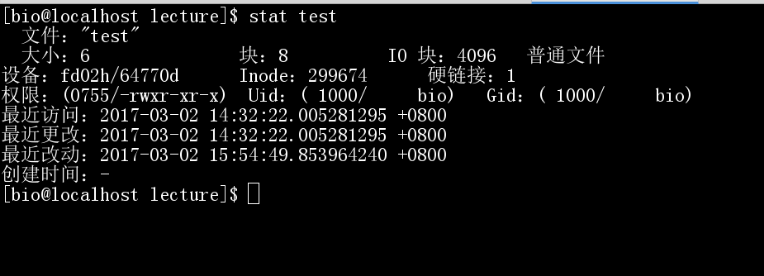 [bio@localhost lecture]$ stat test
文件："test"
大小：6 块：8 IO 块：4096 普通文件
设备：fd02h/64770d Inode：299674 硬链接：1
权限：(0755/-rwxr-xr-x) Uid：( 1000/ bio) Gid：( 1000/ bio)
最近访问：2017-03-02 14:32:22.005281295 +0800
最近更改：2017-03-02 14:32:22.005281295 +0800
最近改动：2017-03-02 15:54:49.853964240 +0800
创建时间：-
[bio@localhost lecture]$